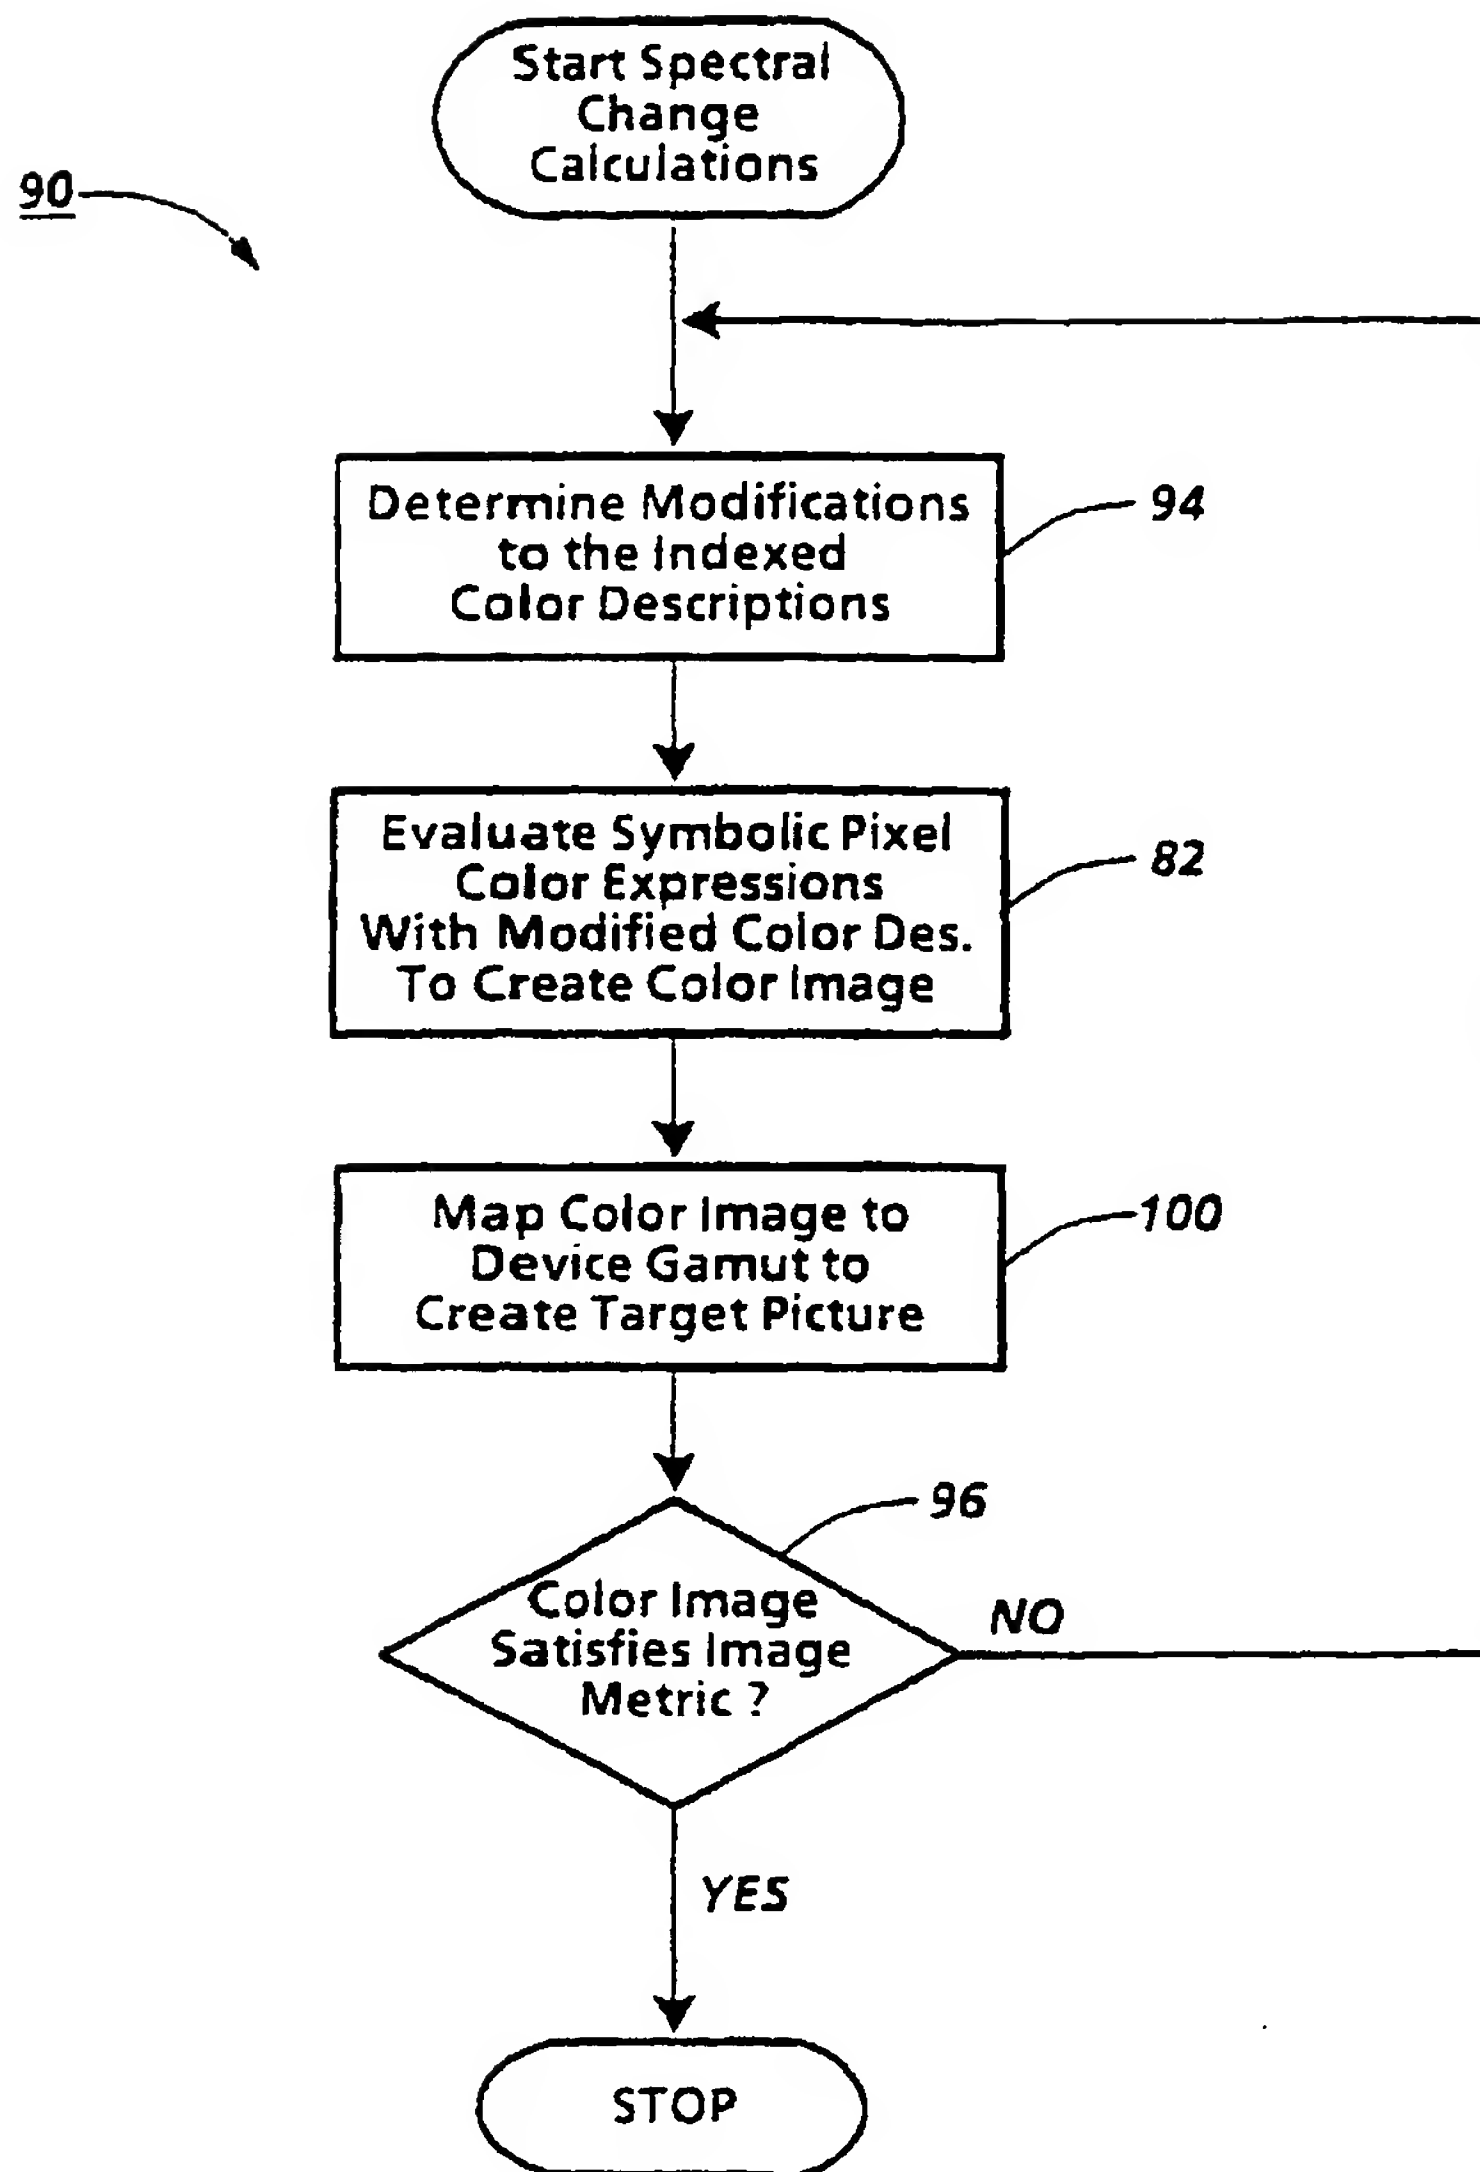 Start Spectral
Change
Calculations
90
Determine Modifications
to the Indexed
Color Descriptions
94
Evaluate Symbolic Pixel
Color Expressions
With Modified Color Des.
To Create Color Image
82
Map Color Image to
Device Gamut to
Create Target Picture
100
96
Color Image
Satisfies Image
Metric ?
NO
YES
STOP